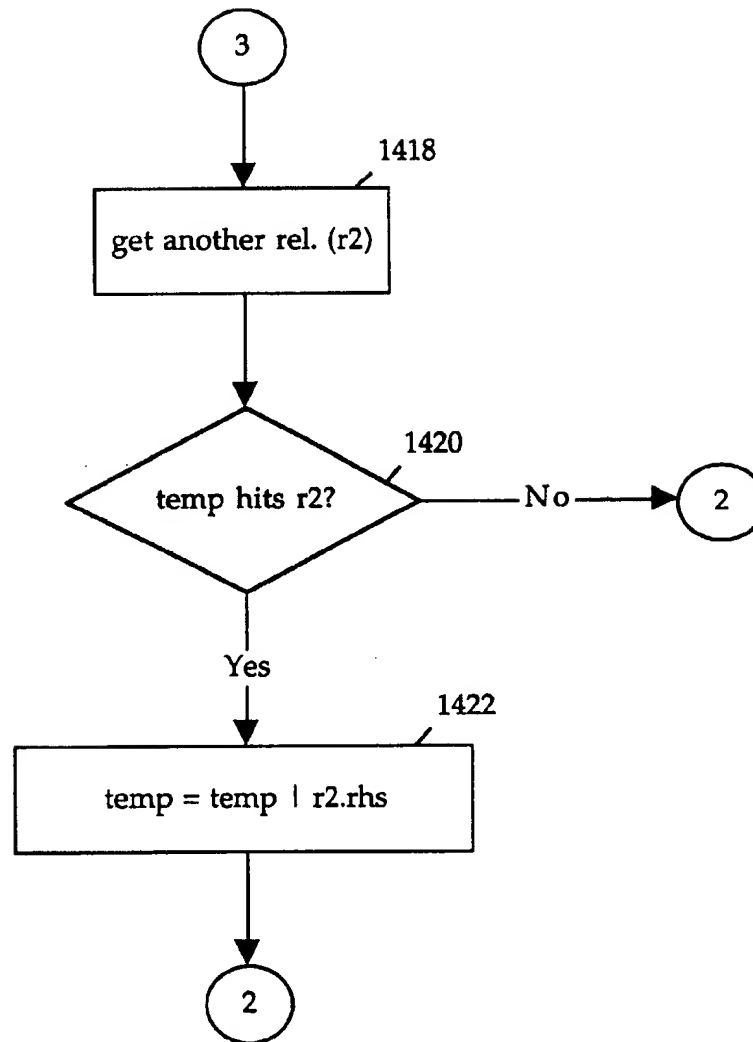 3
1418
get another rel. (r2)
1420
temp hits r2?
No
2
Yes
1422
temp = temp | r2.rhs
2